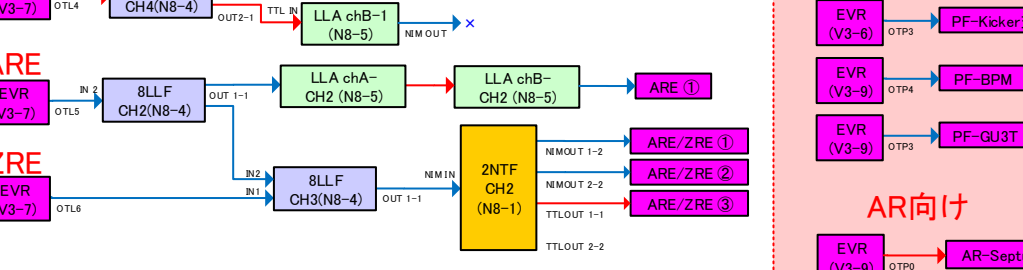 V3-7)
OTL4
CH4(N8-4)
OUT2-1
TTL IN
LLA chB-1
(N8-5)
NIMOUT
×
ARE
EVR
V3-7)
OTL5
IN 2
8LLF
CH2(N8-4)
OUT 1-1
LLA chA-
CH2 (N8-5)
LLA chB-
CH2 (N8-5)
ARE ①
ZRE
EVR
V3-7)
OTL6
IN2
IN1
8LLF
CH3(N8-4)
OUT 1-1
NIMIN
2NTF
CH2
(N8-1)
NIMOUT 1-2
NIMOUT 2-2
TTLOUT 1-1
TTLOUT 2-2
ARE/ZRE ①
ARE/ZRE ②
ARE/ZRE ③
EVR
(V3-6)
OTP3
PF-Kicker
EVR
(V3-9)
OTP4
PF-BPM
EVR
(V3-9)
OTP3
PF-GU3T
AR向け
EVR
(V3-9)
OTP0
AR-Sept